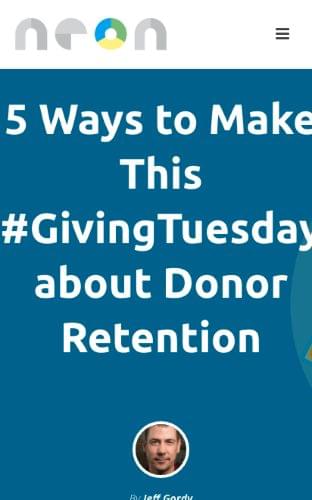 neon
5 Ways to Make
This
#GivingTuesday
about Donor
Retention
By Jeff Gordy